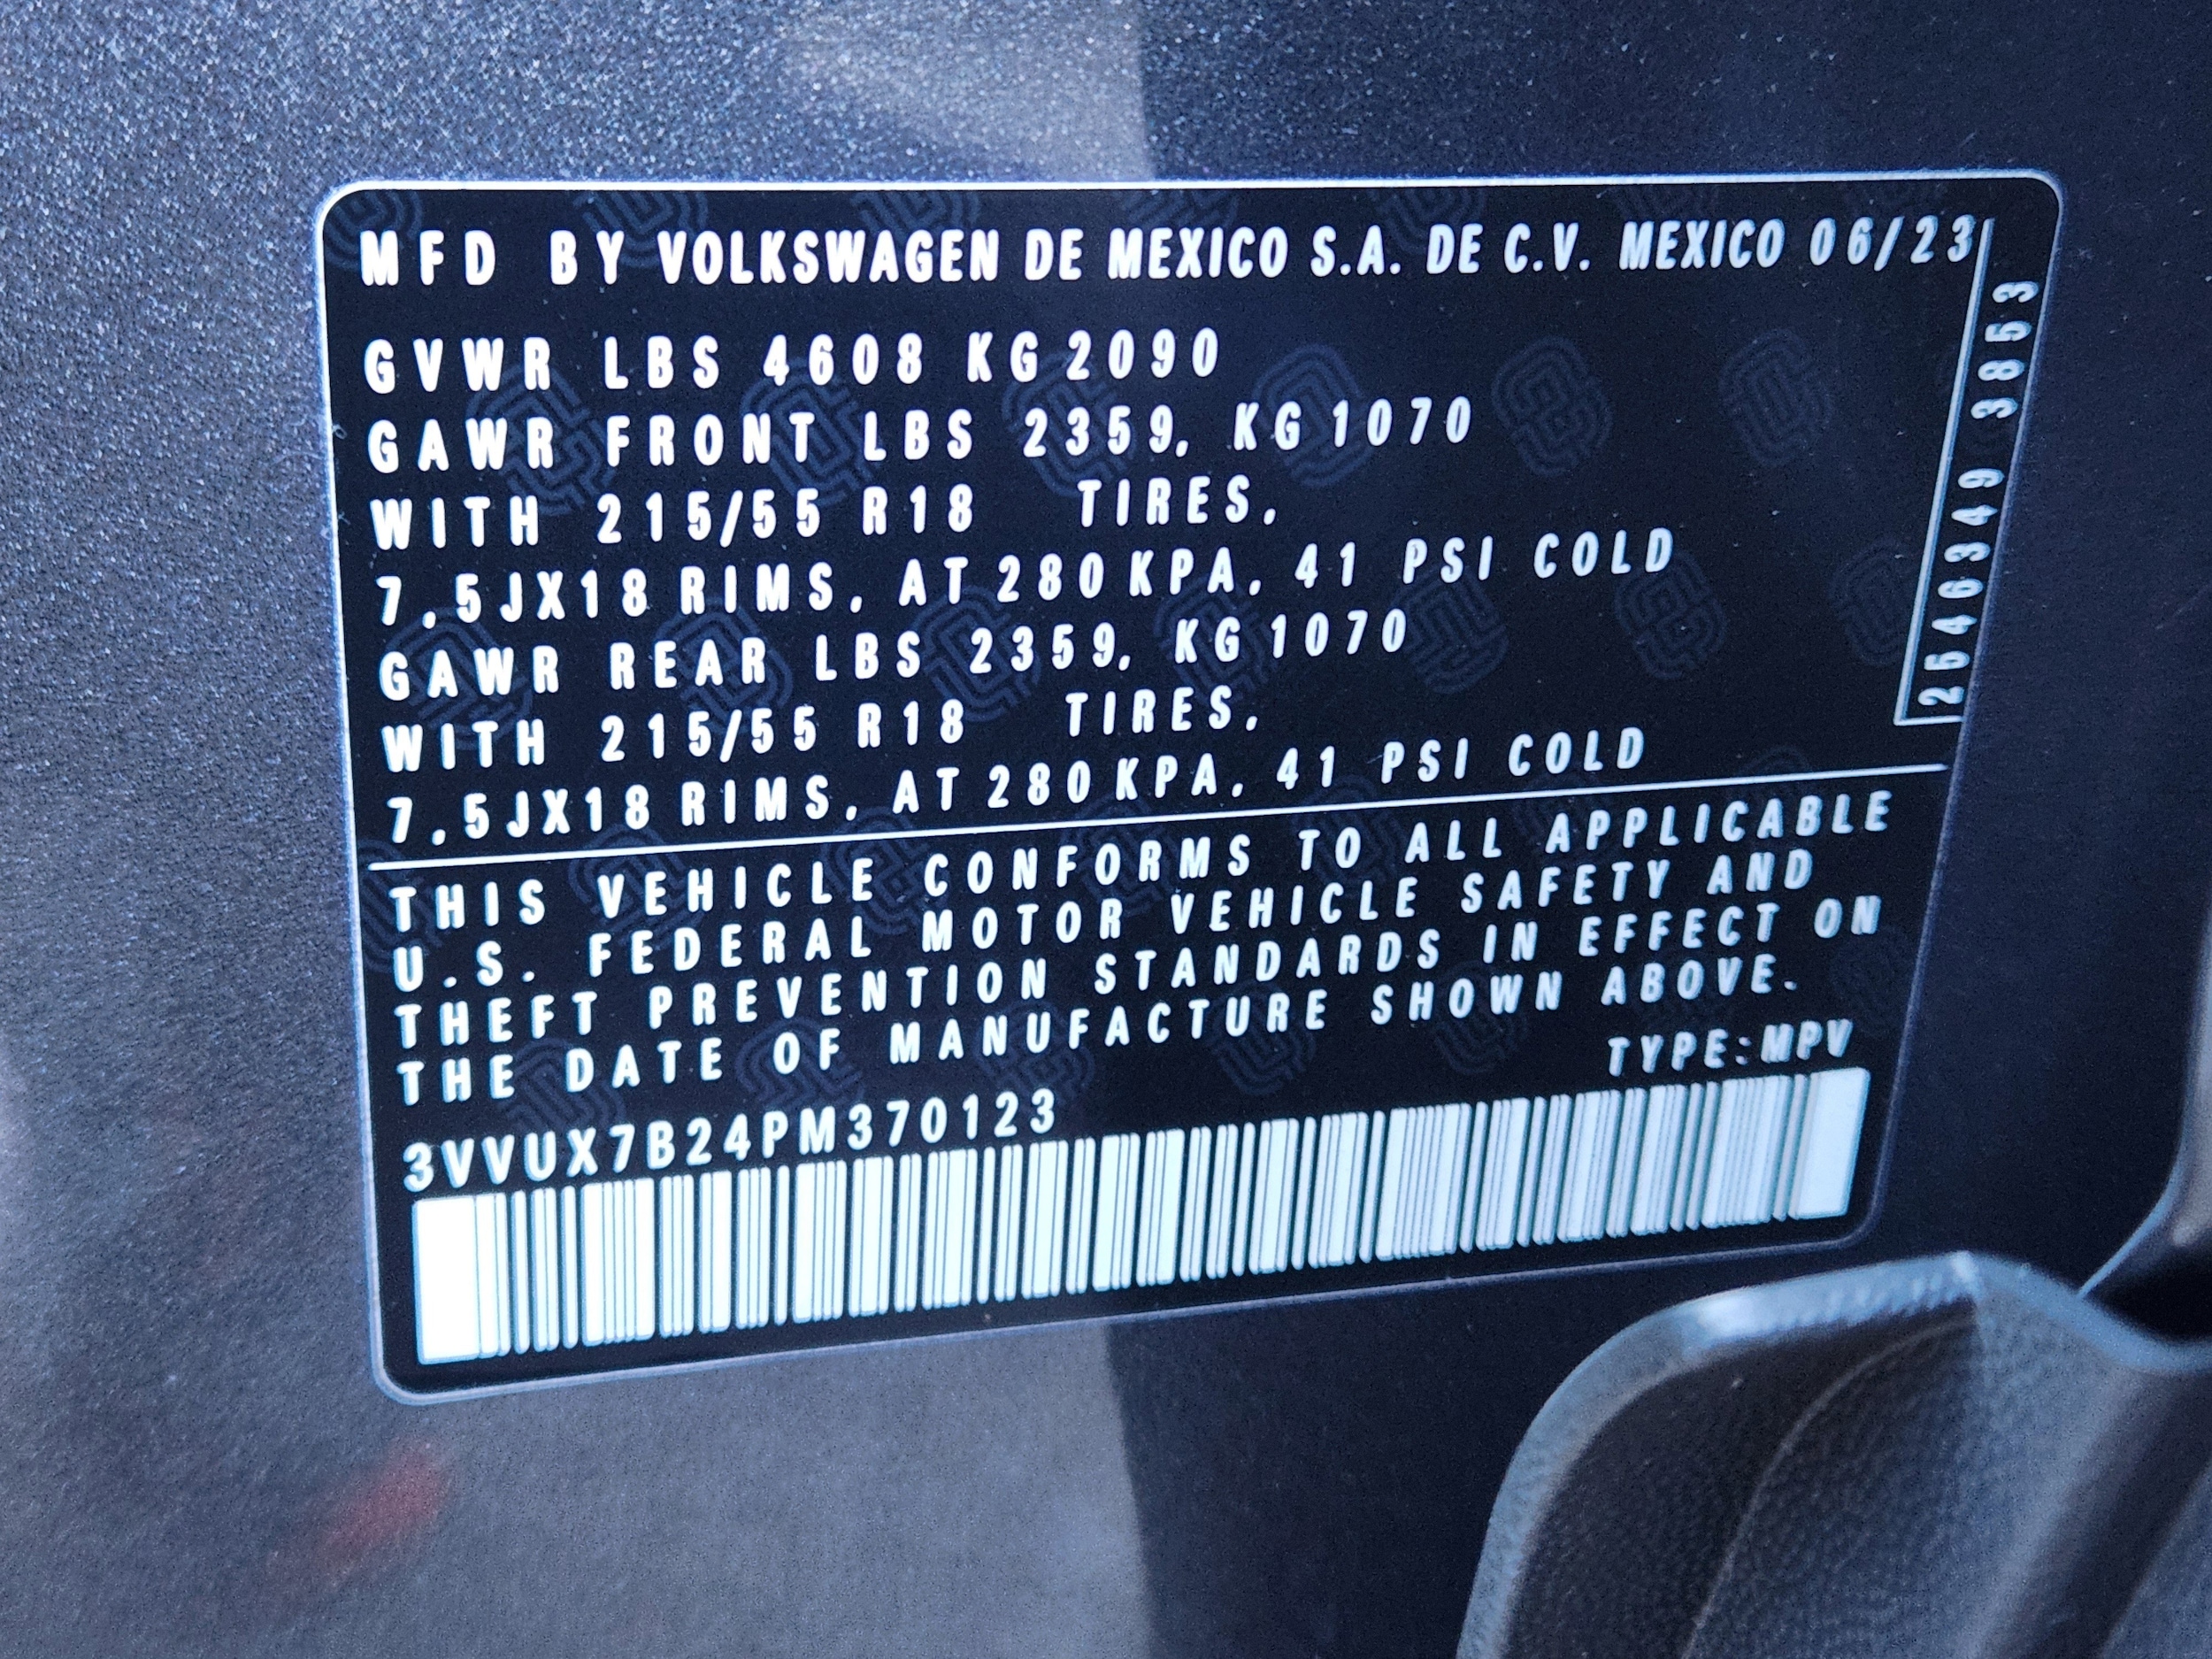 MFD BY VOLKSWAGEN DE MEXICO S.A. DE C.V. MEXICO 06/23
GVWR LBS 4608 KG 2090
GAWR FRONT LBS 2359, KG 1070
WITH 215/55 R18 TIRES,
7,5JX18 RIMS, AT 280 KPA, 41 PSI COLD
GAWR REAR LBS 2359, KG 1070
WITH 215/55 R18 TIRES,
7,5JX18 RIMS, AT 280 KPA, 41 PSI COLD
2646349 3853
THIS VEHICLE CONFORMS TO ALL APPLICABLE
U.S. FEDERAL MOTOR VEHICLE SAFETY AND
THEFT PREVENTION STANDARDS IN EFFECT ON
THE DATE OF MANUFACTURE SHOWN ABOVE.
TYPE:MPV
3VVUX7B24PM370123